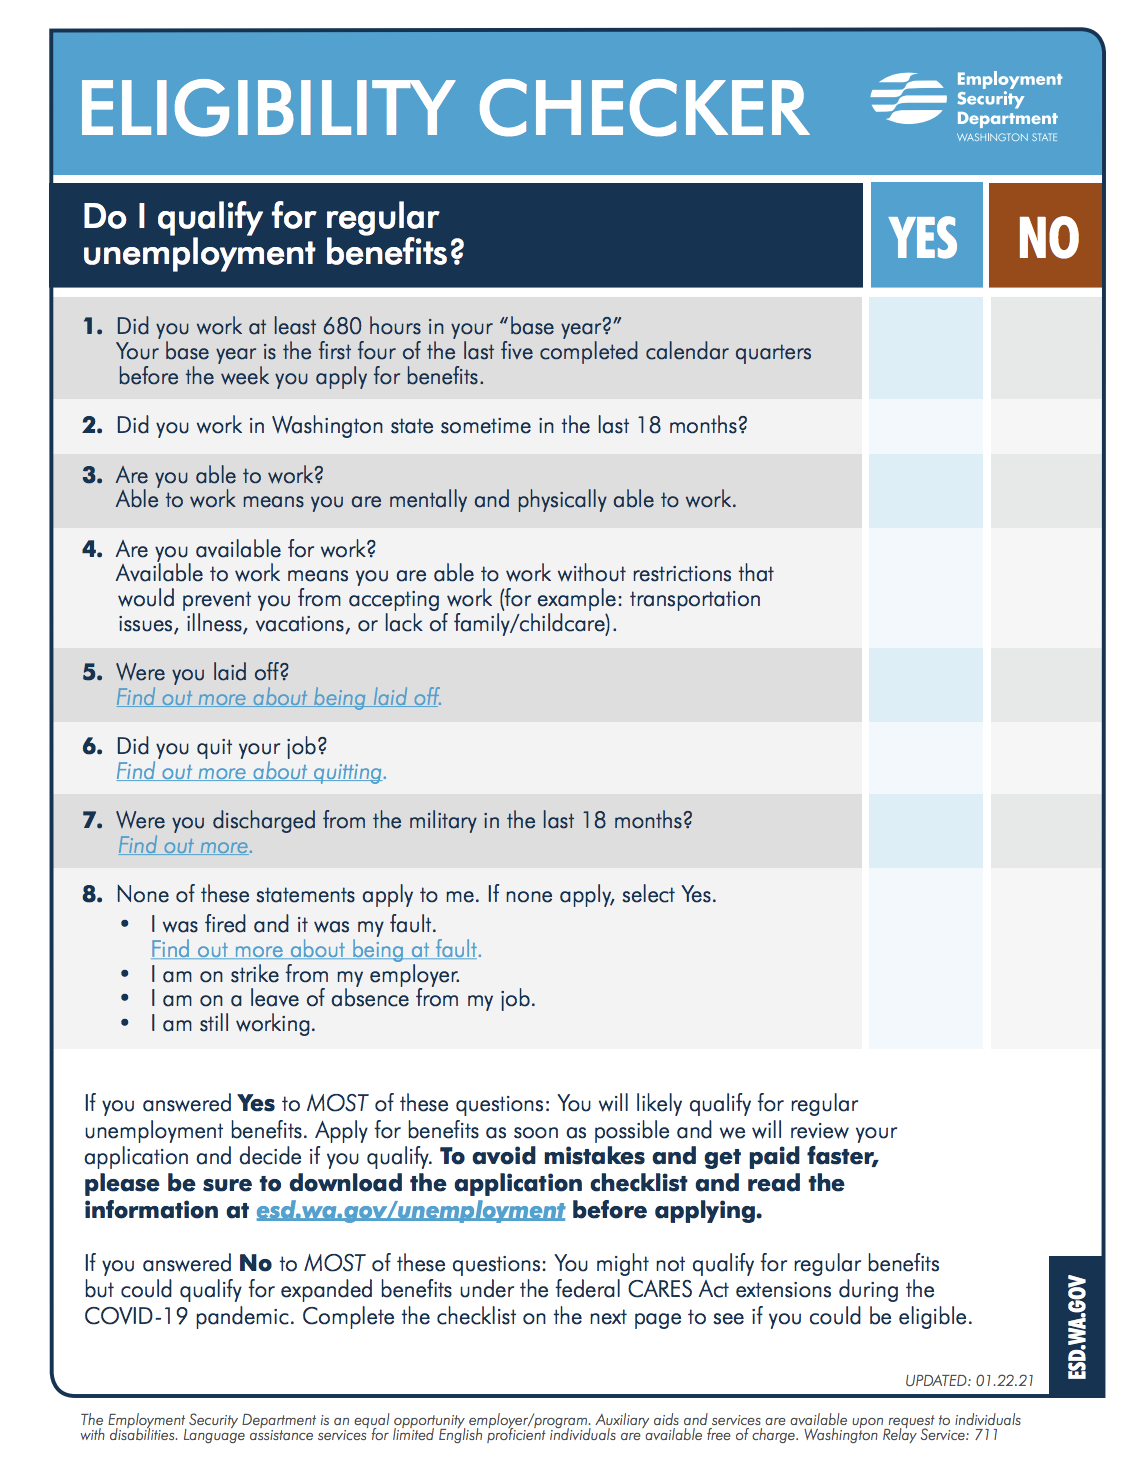 ELIGIBILITY CHECKER
Employment
Security
Department
WASHINGTON STATE
Do I qualify for regular
unemployment benefits?
YES
NO
1. Did you work at least 680 hours in your “base year?”
Your base year is the first four of the last five completed calendar quarters
before the week you apply for benefits.
2. Did you work in Washington state sometime in the last 18 months?
3. Are you able to work?
Able to work means you are mentally and physically able to work.
4. Are you available for work?
Available to work means you are able to work without restrictions that
would prevent you from accepting work (for example: transportation
issues, illness, vacations, or lack of family/childcare).
5. Were you laid off?
Find out more about being laid off.
6. Did you quit your job?
Find out more about quitting.
7. Were you discharged from the military in the last 18 months?
Find out more.
8. None of these statements apply to me. If none apply, select Yes.
• I was fired and it was my fault.
Find out more about being at fault.
• I am on strike from my employer.
• I am on a leave of absence from my job.
• I am still working.
If you answered Yes to MOST of these questions: You will likely qualify for regular
unemployment benefits. Apply for benefits as soon as possible and we will review your
application and decide if you qualify. To avoid mistakes and get paid faster,
please be sure to download the application checklist and read the
information at esd.wa.gov/unemployment before applying.
If you answered No to MOST of these questions: You might not qualify for regular benefits
but could qualify for expanded benefits under the federal CARES Act extensions during the
COVID-19 pandemic. Complete the checklist on the next page to see if you could be eligible.
ESD.WA.GOV
UPDATED: 01.22.21
The Employment Security Department is an equal opportunity employer/program. Auxiliary aids and services are available upon request to individuals
with disabilities. Language assistance services for limited English proficient individuals are available free of charge. Washington Relay Service: 711